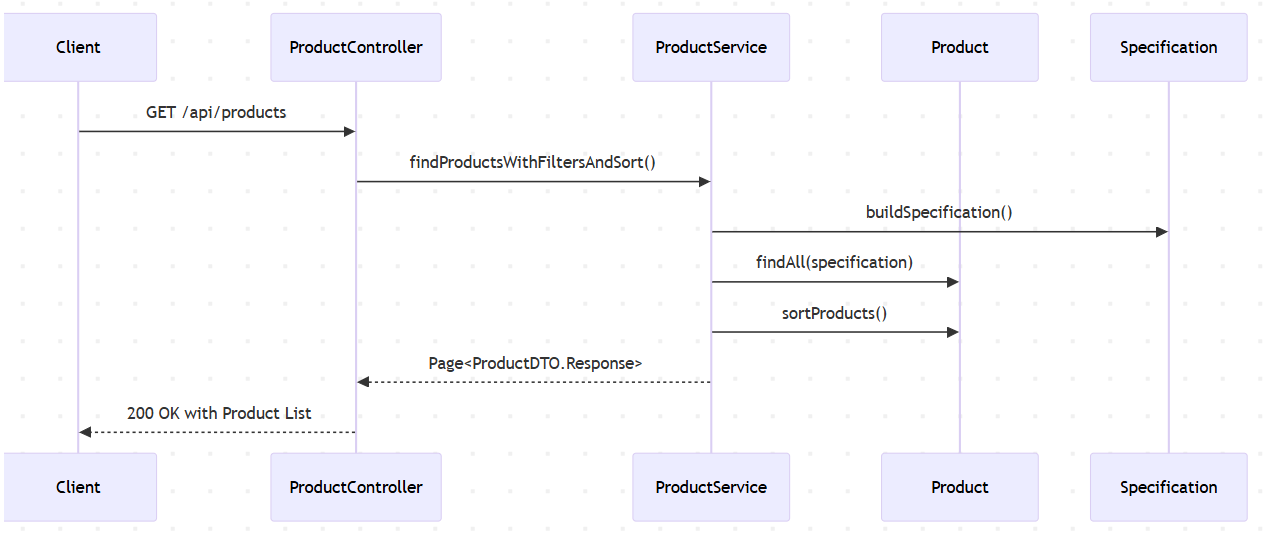 Client
ProductController
ProductService
Product
Specification
GET /api/products
findProductsWithFiltersAndSort()
buildSpecification()
findAll(specification)
sortProducts()
Page<ProductDTO.Response>
200 OK with Product List
Client
ProductController
ProductService
Product
Specification